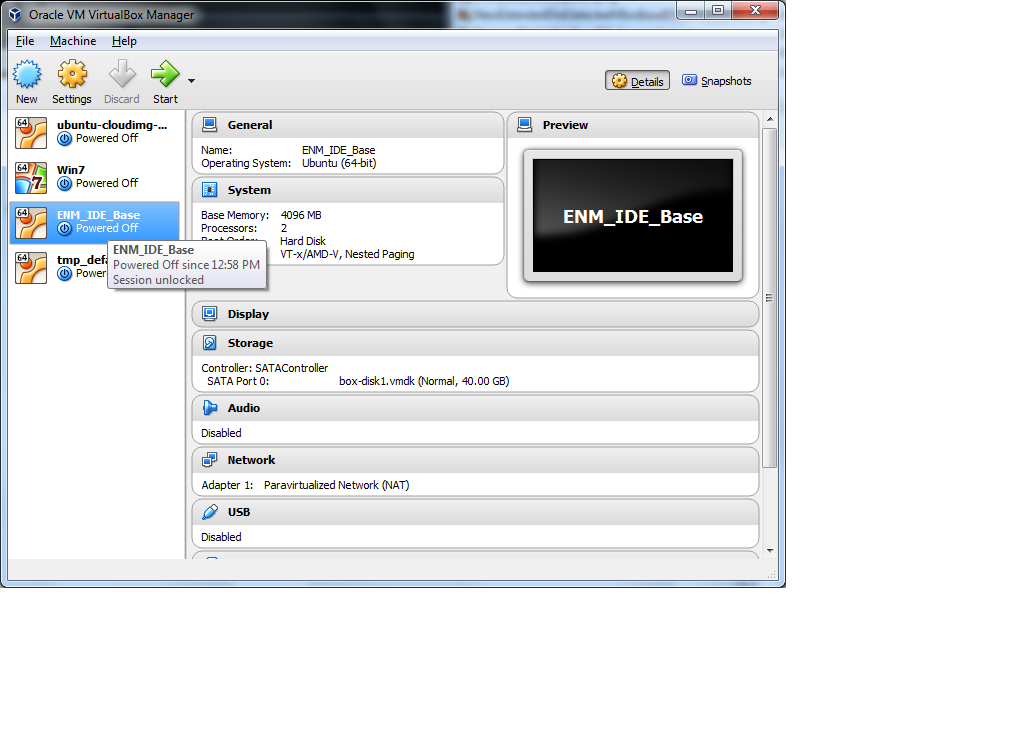 Oracle VM VirtualBox Manager
File Machine Help
New Settings Discard Start
Details Snapshots
64
ubuntu-cloudimg-...
Powered Off
64
7
Win7
Powered Off
64
ENM_IDE_Base
Powered Off
64
tmp_defa
Power
ENM_IDE_Base
Powered Off since 12:58 PM
Session unlocked
General
Name: ENM_IDE_Base
Operating System: Ubuntu (64-bit)
System
Base Memory: 4096 MB
Processors: 2
Boot Order: Hard Disk
VT-x/AMD-V, Nested Paging
Preview
ENM_IDE_Base
Display
Storage
Controller: SATAController
SATA Port 0: box-disk1.vmdk (Normal, 40.00 GB)
Audio
Disabled
Network
Adapter 1: Paravirtualized Network (NAT)
USB
Disabled